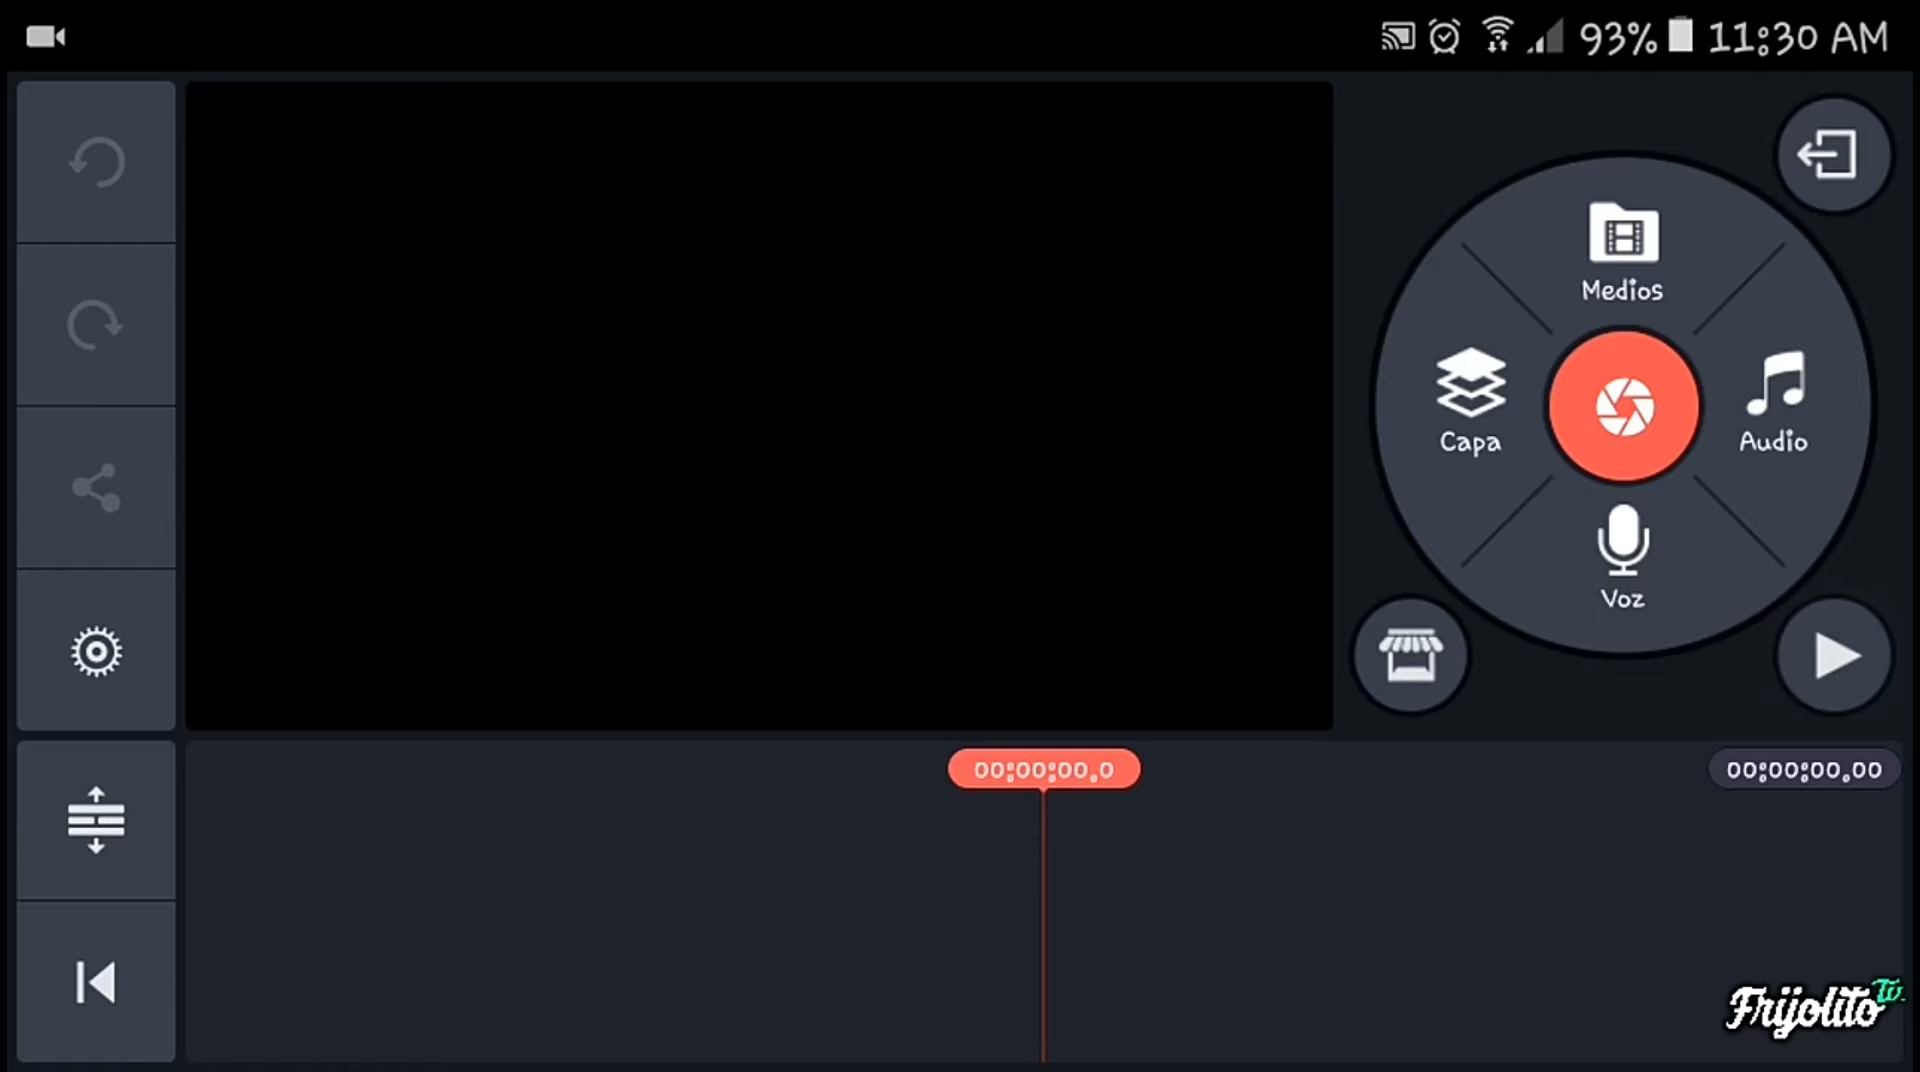 93% 11:30 AM
Medios
Capa
Audio
Voz
00:00:00.0
00:00:00.00
Frijolito Tv.